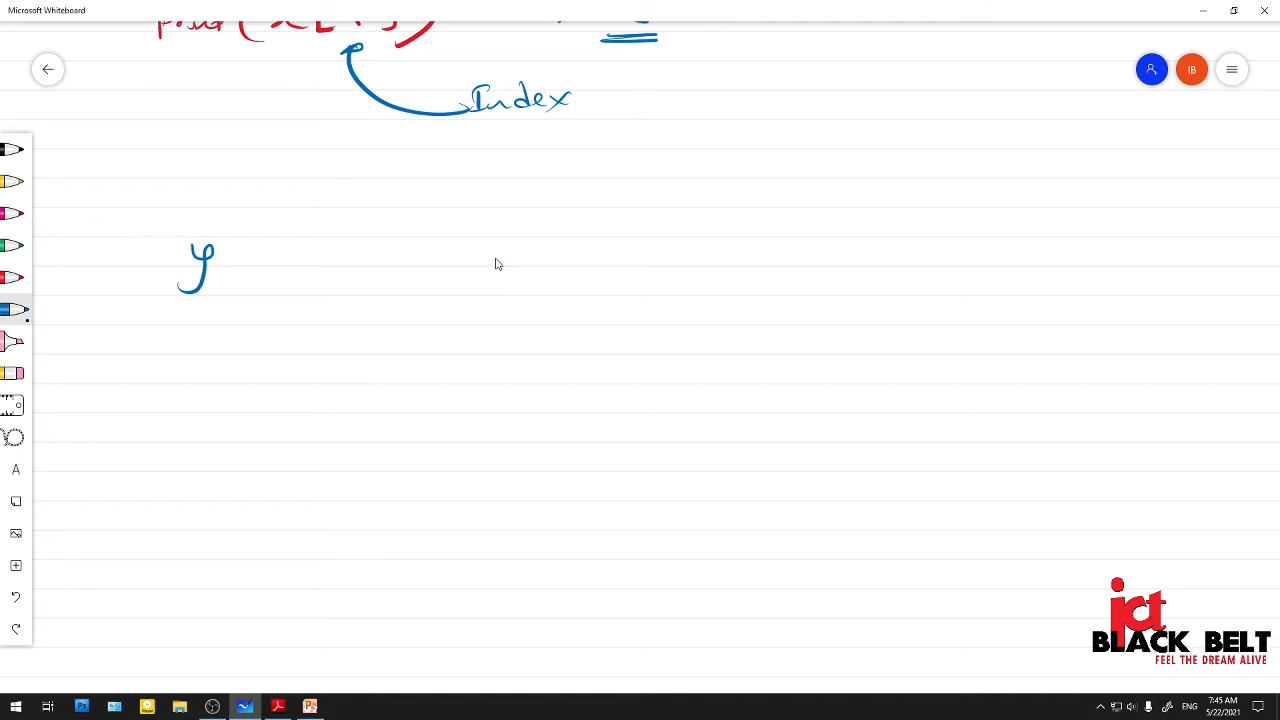 Microsoft Whiteboard
IB
Index
y
A
ict
BLACK BELT
FEEL THE DREAM ALIVE
ENG
7:45 AM
5/22/2021